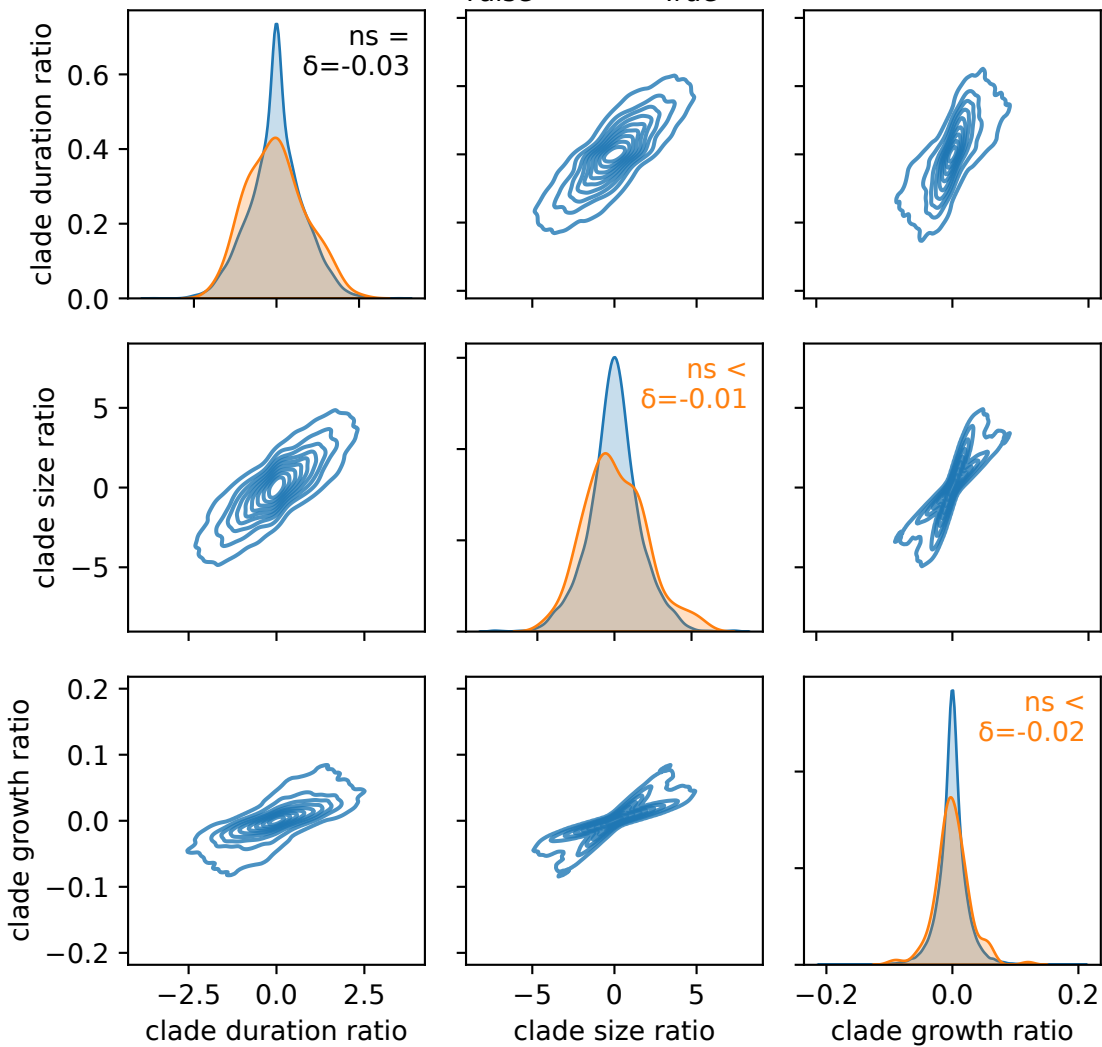 clade duration ratio
0.6
0.4
0.2
0.0
ns =
δ=-0.03
clade size ratio
5
0
−5
ns <
δ=-0.01
clade growth ratio
0.2
0.1
0.0
−0.1
−0.2
ns <
δ=-0.02
−2.5 0.0 2.5
−5 0 5
−0.2 0.0 0.2
clade duration ratio
clade size ratio
clade growth ratio